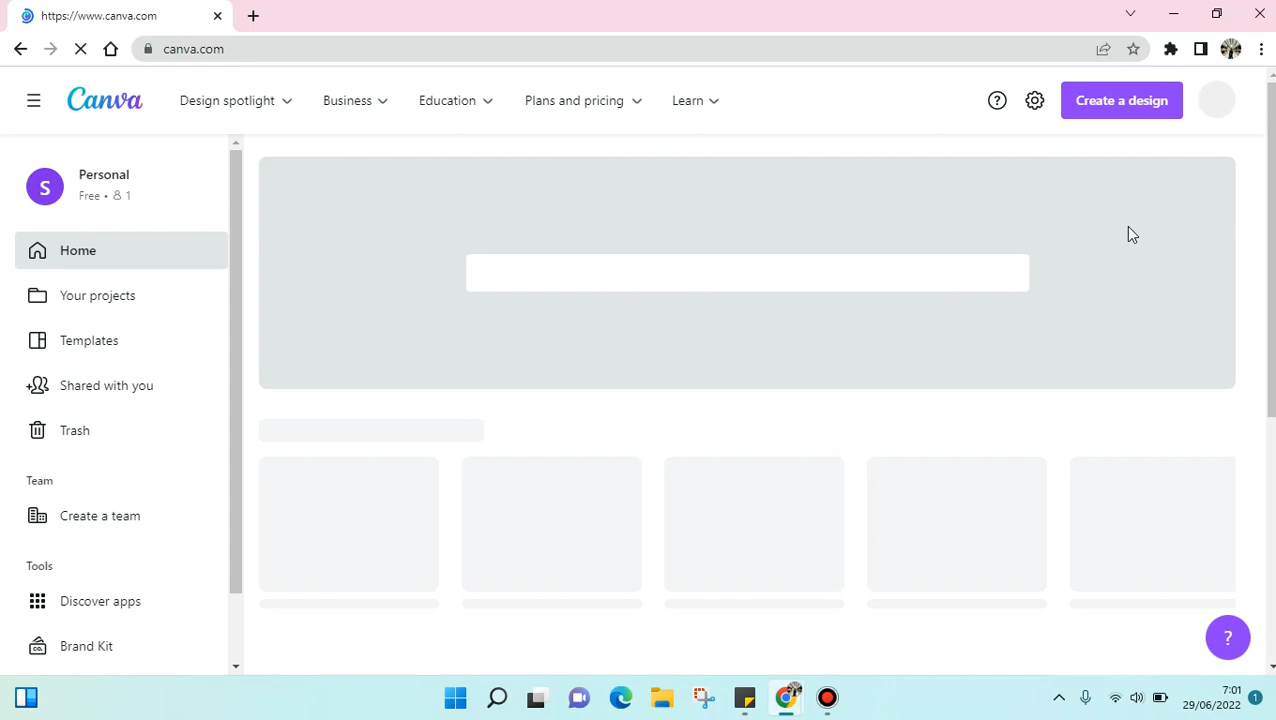 https://www.canva.com
canva.com
Canva
Design spotlight
Business
Education
Plans and pricing
Learn
Create a design
S
Personal
Free • 1
Home
Your projects
Templates
Shared with you
Trash
Team
Create a team
Tools
Discover apps
CO.
Brand Kit
?
7:01
29/06/2022
1